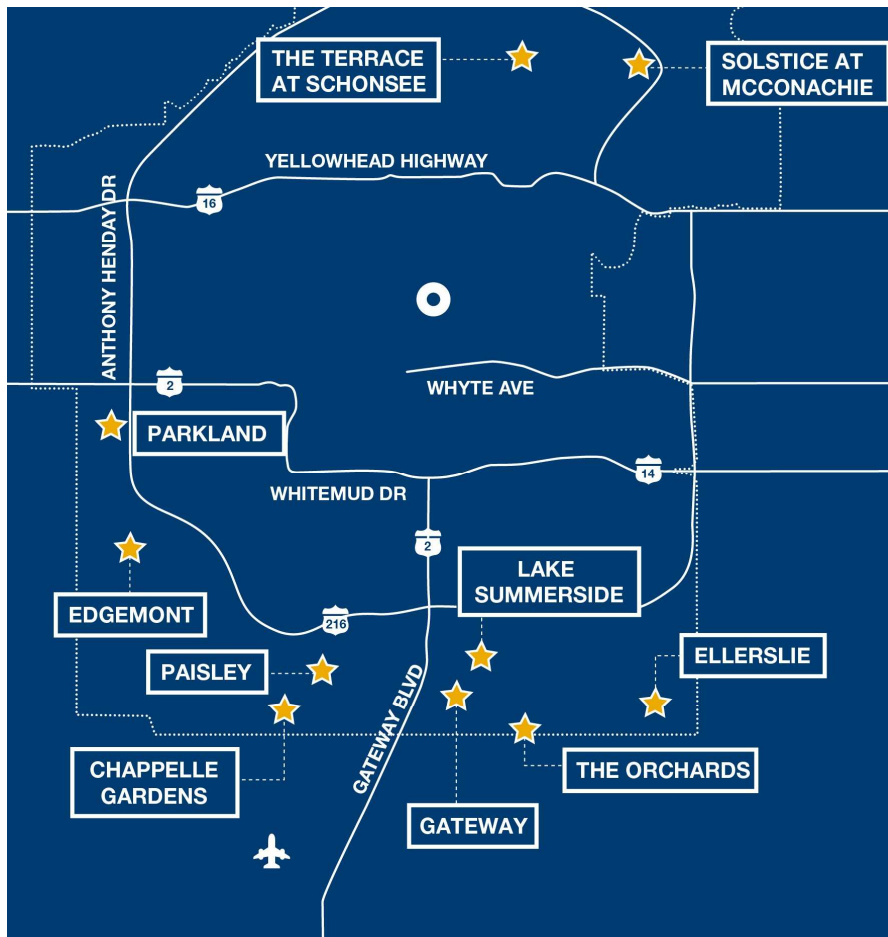 THE TERRACE
AT SCHONSEE
SOLSTICE AT
MCCONACHIE
YELLOWHEAD HIGHWAY
16
ANTHONY HENDAY DR
2
WHYTE AVE
PARKLAND
14
WHITEMUD DR
2
LAKE
SUMMERSIDE
EDGEMONT
216
ELLERSLIE
PAISLEY
GATEWAY BLVD
CHAPPELLE
GARDENS
THE ORCHARDS
GATEWAY